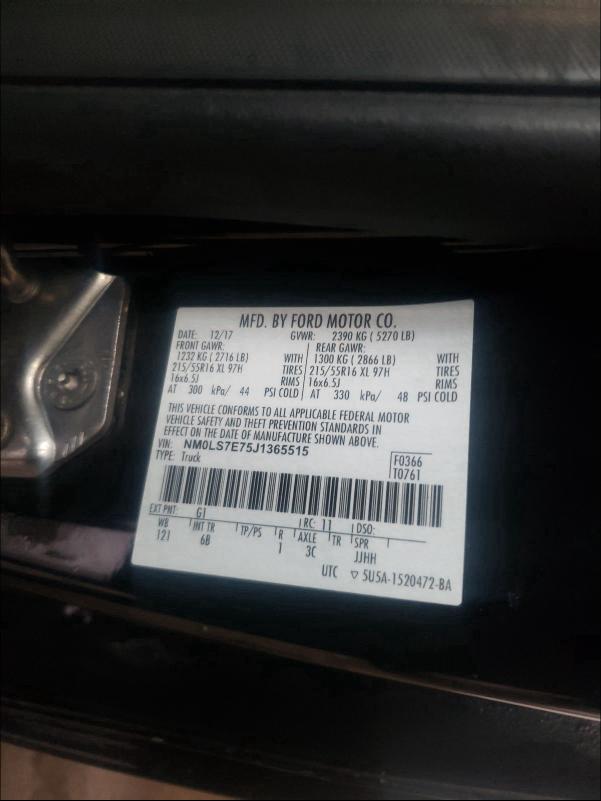 MFD. BY FORD MOTOR CO.
DATE: 12/17 GVWR: 2390 KG ( 5270 LB)
FRONT GAWR: REAR GAWR:
1232 KG ( 2716 LB) WITH 1300 KG ( 2866 LB) WITH
215/55R16 XL 97H TIRES 215/55R16 XL 97H TIRES
16x6.5J RIMS 16x6.5J RIMS
AT 300 kPa/ 44 PSI COLD AT 330 kPa/ 48 PSI COLD
THIS VEHICLE CONFORMS TO ALL APPLICABLE FEDERAL MOTOR
VEHICLE SAFETY AND THEFT PREVENTION STANDARDS IN
EFFECT ON THE DATE OF MANUFACTURE SHOWN ABOVE.
VIN: NM0LS7E75J1365515
TYPE: Truck
F0366
T0761
EXT PNT: G1 RC: 11 DSO:
WB INT TR TP/PS R AXLE TR SPR
121 6B 1 3C JJHH
UTC ▽ 5U5A-1520472-BA